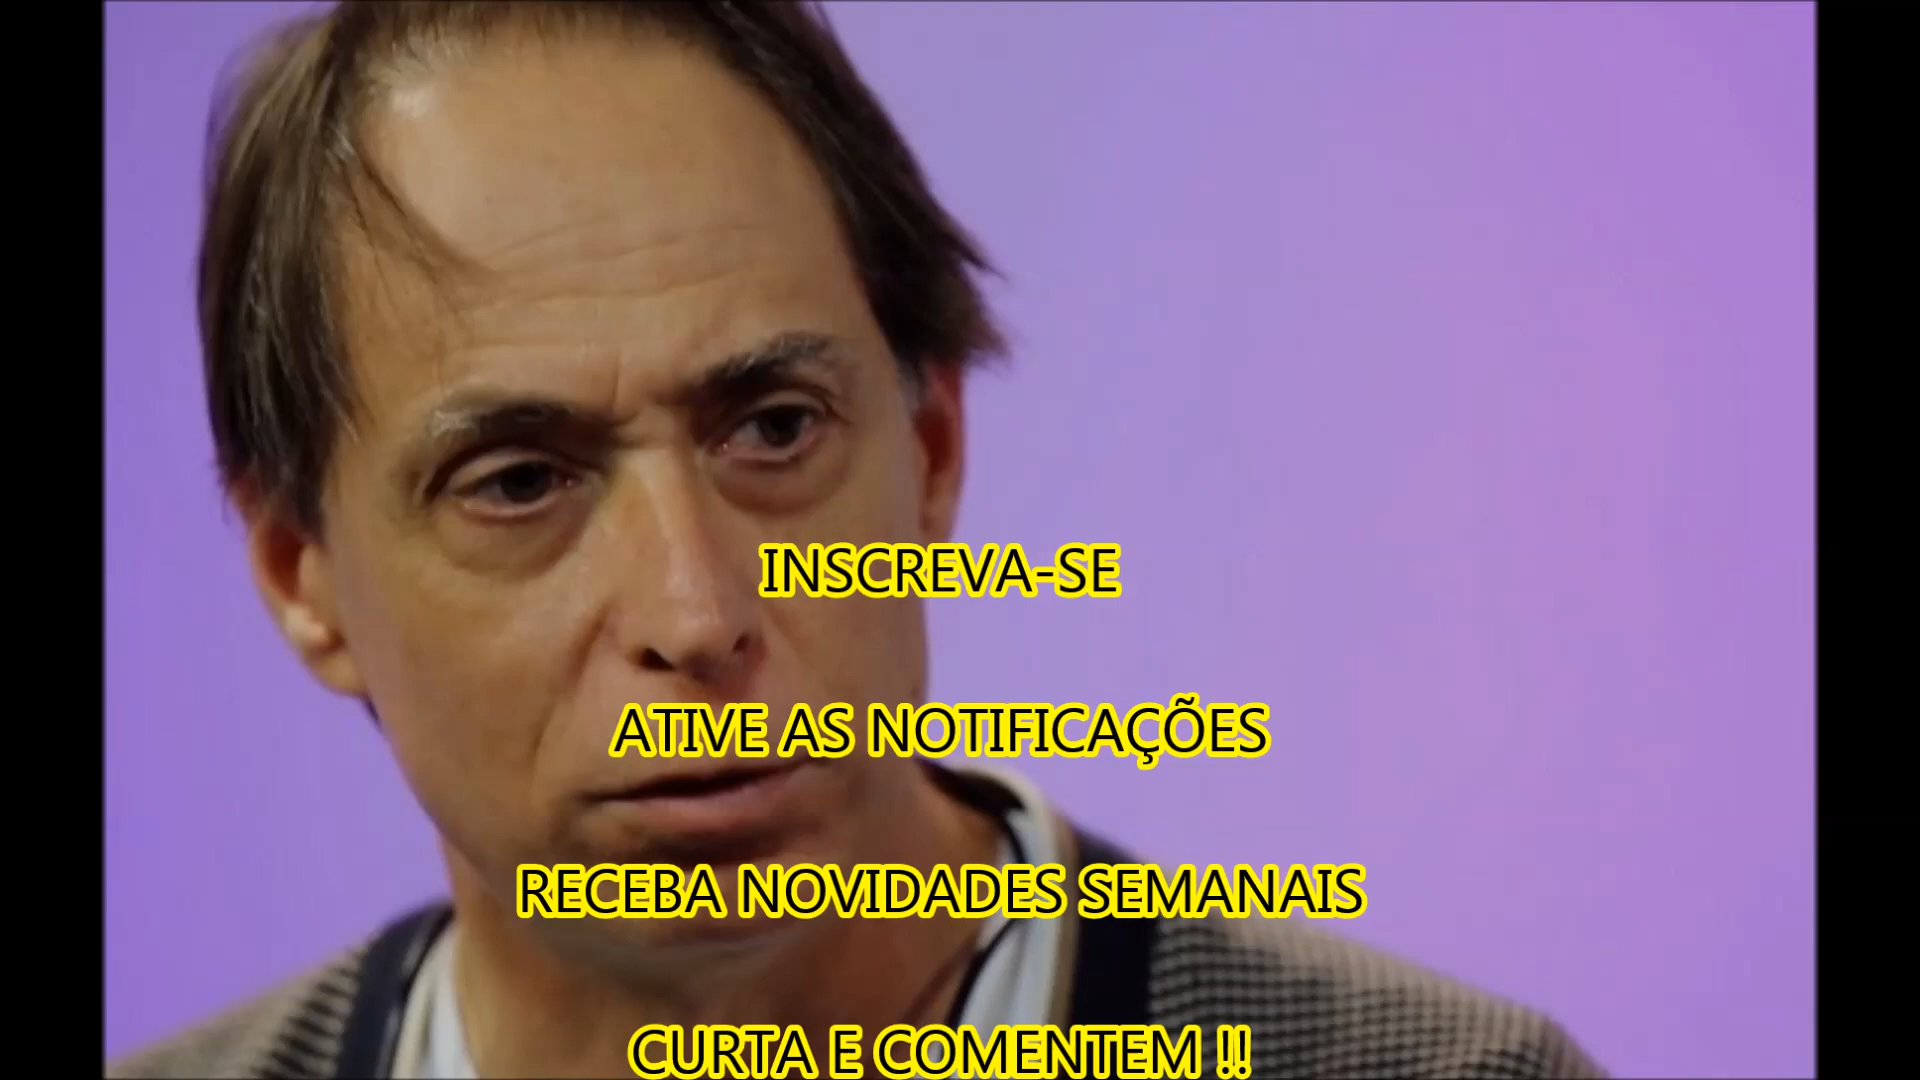 INSCREVA-SE
ATIVE AS NOTIFICAÇÕES
RECEBA NOVIDADES SEMANAIS
CURTA E COMENTEM !!